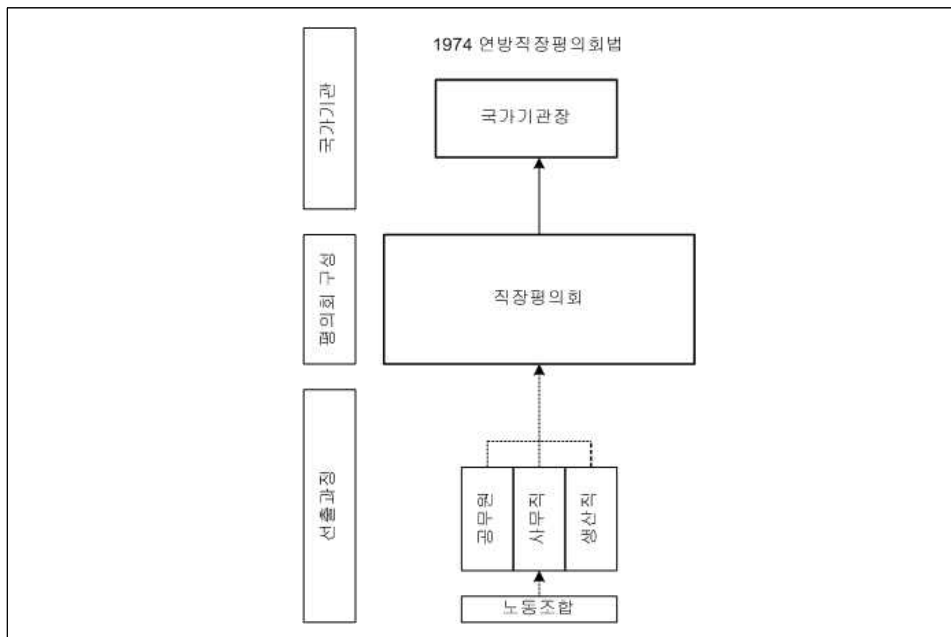 1974 연방직장평의회법
국가기관
국가기관장
평의회 구성
직장평의회
선출과정
공무원
사무직
생산직
노동조합